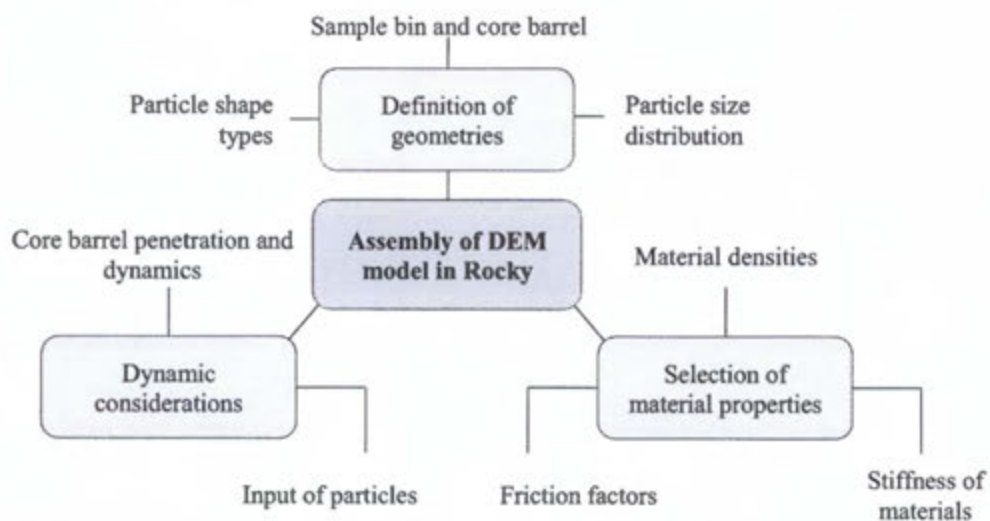 Sample bin and core barrel
Particle shape
types
Definition of
geometries
Particle size
distribution
Core barrel penetration and
dynamics
Assembly of DEM
model in Rocky
Material densities
Dynamic
considerations
Selection of
material properties
Input of particles
Friction factors
Stiffness of
materials